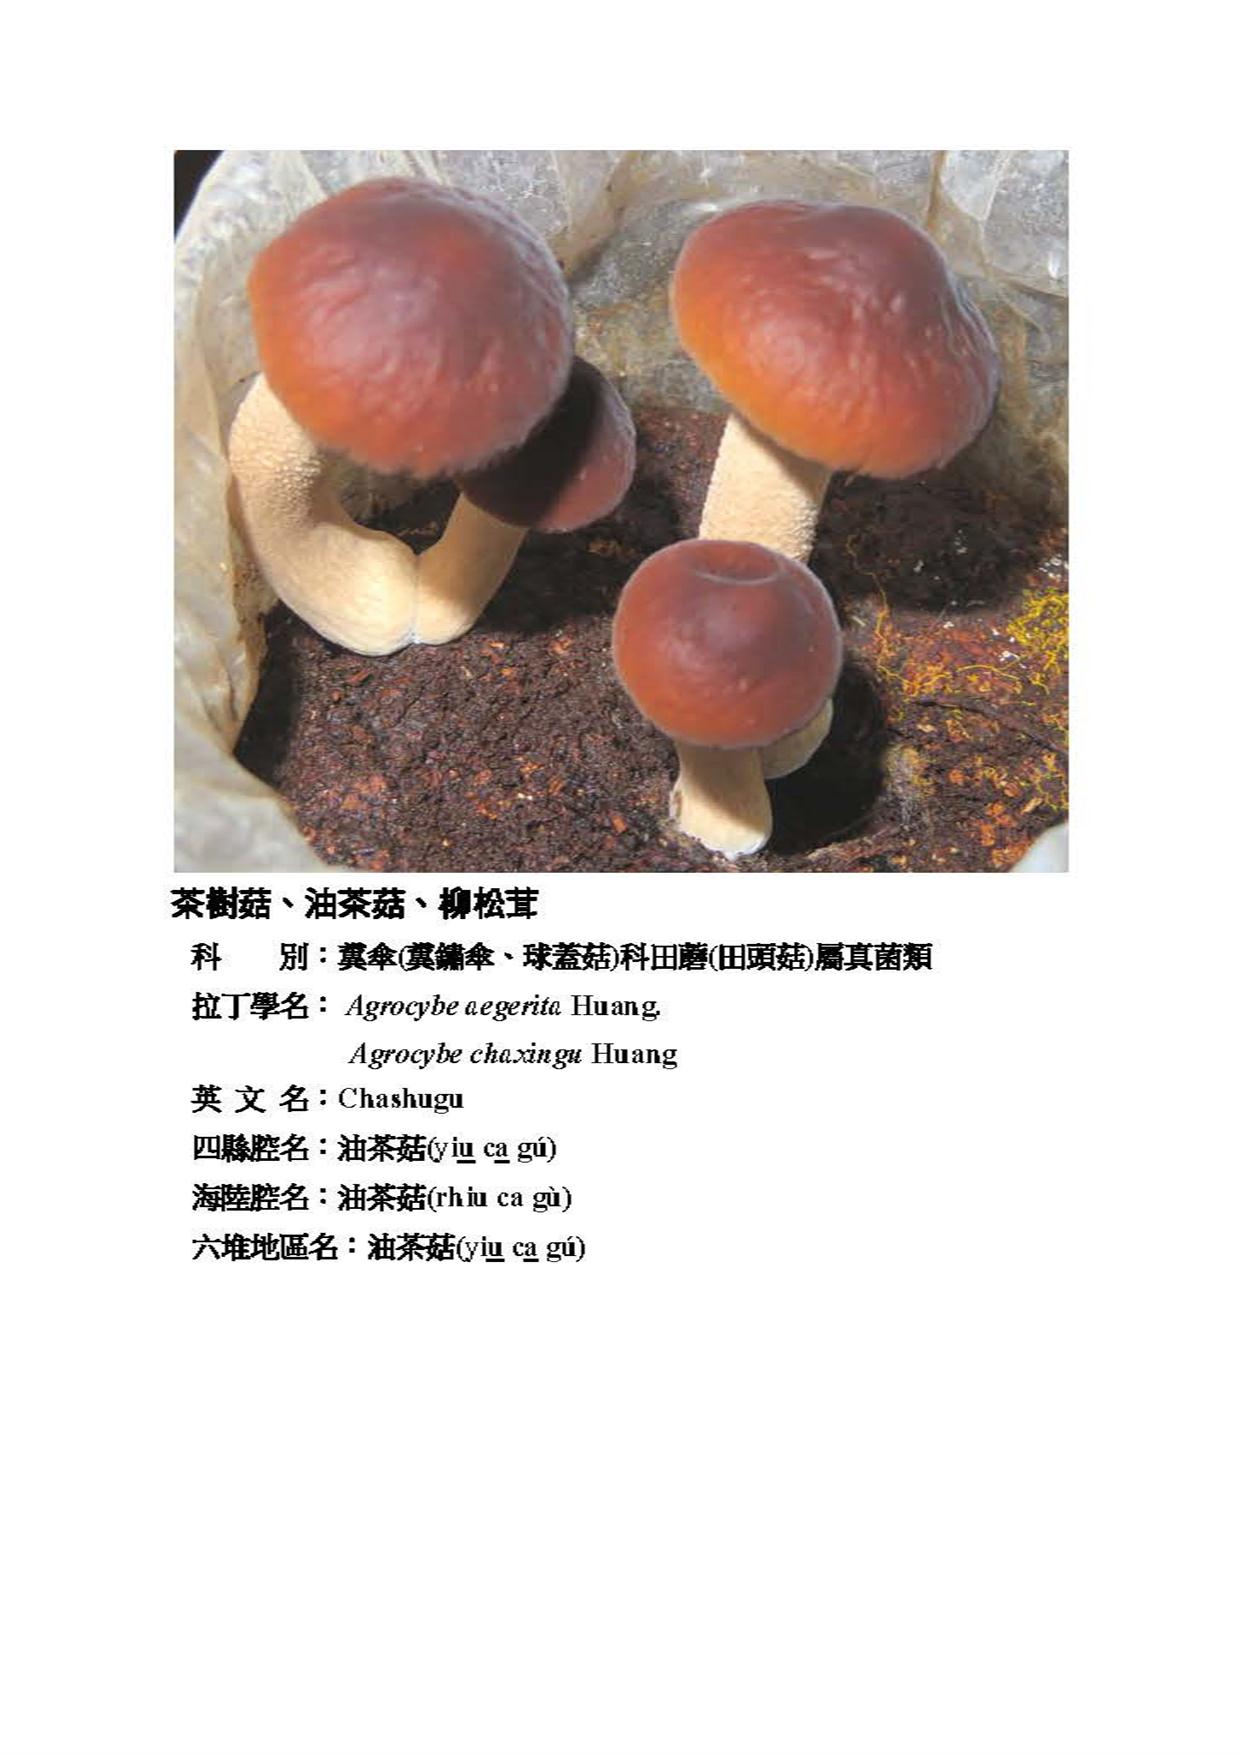 茶樹菇、油茶菇、柳松茸
科　　別：糞傘(糞鏽傘、球蓋菇)科田蘑(田頭菇)屬真菌類
拉丁學名： Agrocybe aegerita Huang.
Agrocybe chaxingu Huang
英 文 名：Chashugu
四縣腔名：油茶菇(yiu ca gú)
海陸腔名：油茶菇(rhiu ca gù)
六堆地區名：油茶菇(yiu ca gú)